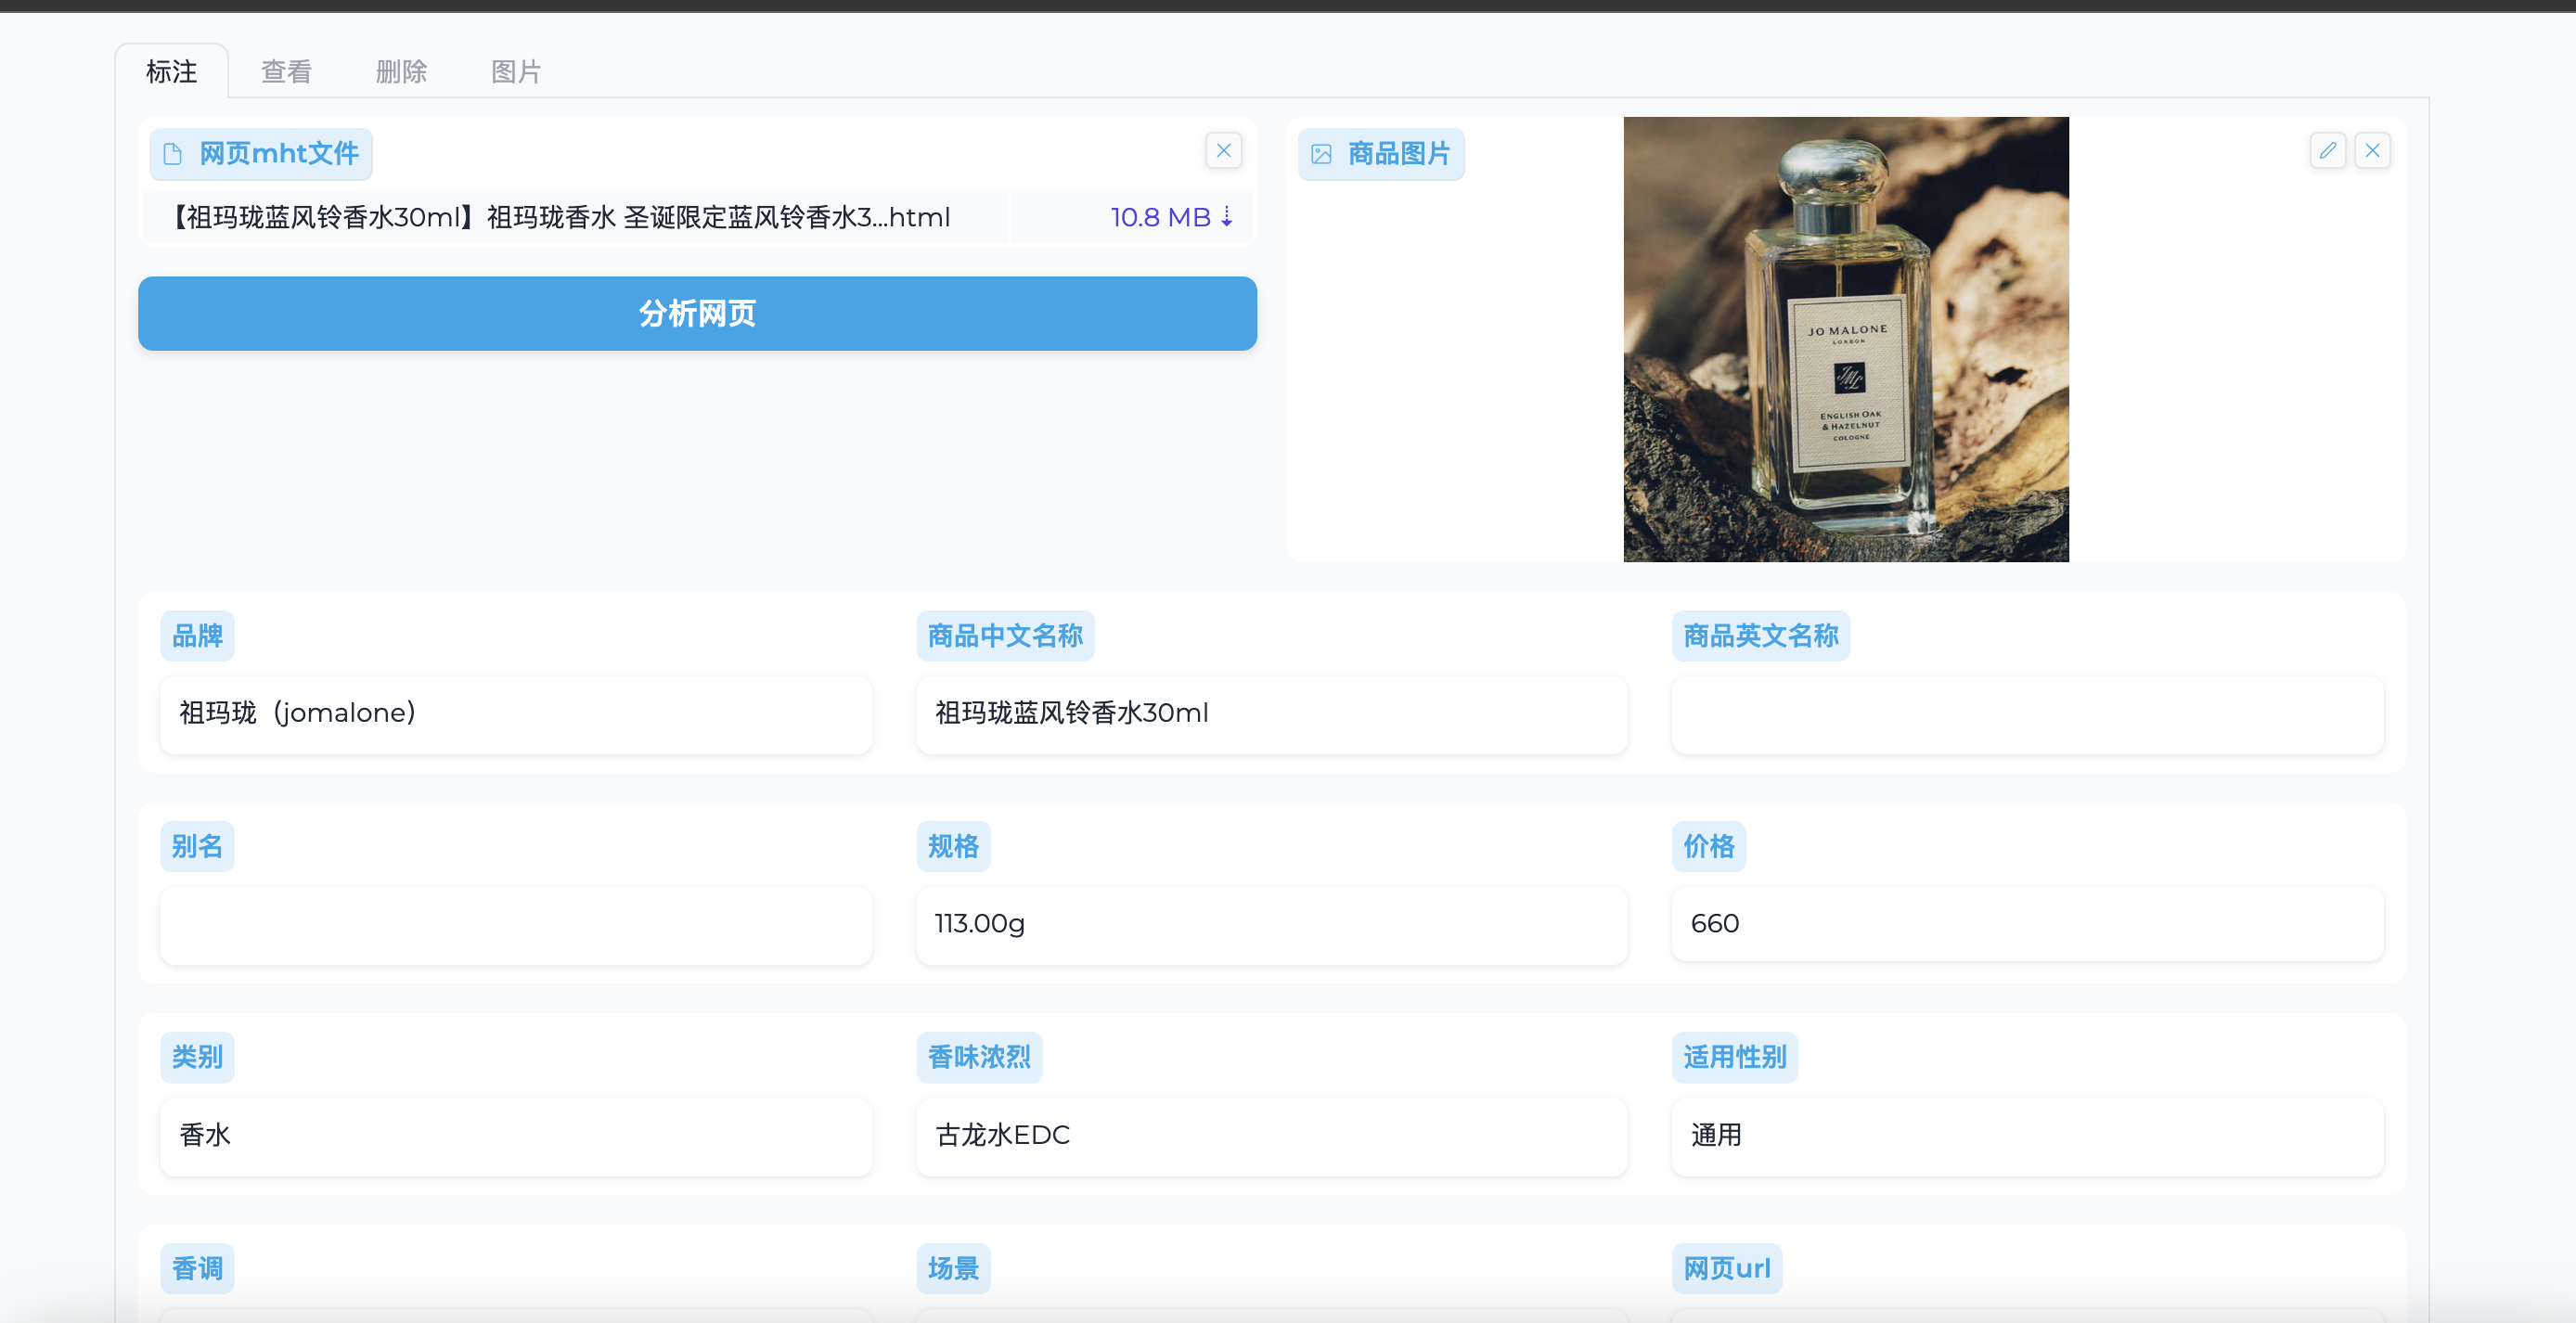 标注 查看 删除 图片
网页mht文件
【祖玛珑蓝风铃香水30ml】祖玛珑香水 圣诞限定蓝风铃香水3...html 10.8 MB ⇣
分析网页
商品图片
JO MALONE
LONDON
JML
ENGLISH OAK
& HAZELNUT
COLOGNE
品牌 商品中文名称 商品英文名称
祖玛珑（jomalone） 祖玛珑蓝风铃香水30ml
别名 规格 价格
113.00g 660
类别 香味浓烈 适用性别
香水 古龙水EDC 通用
香调 场景 网页url